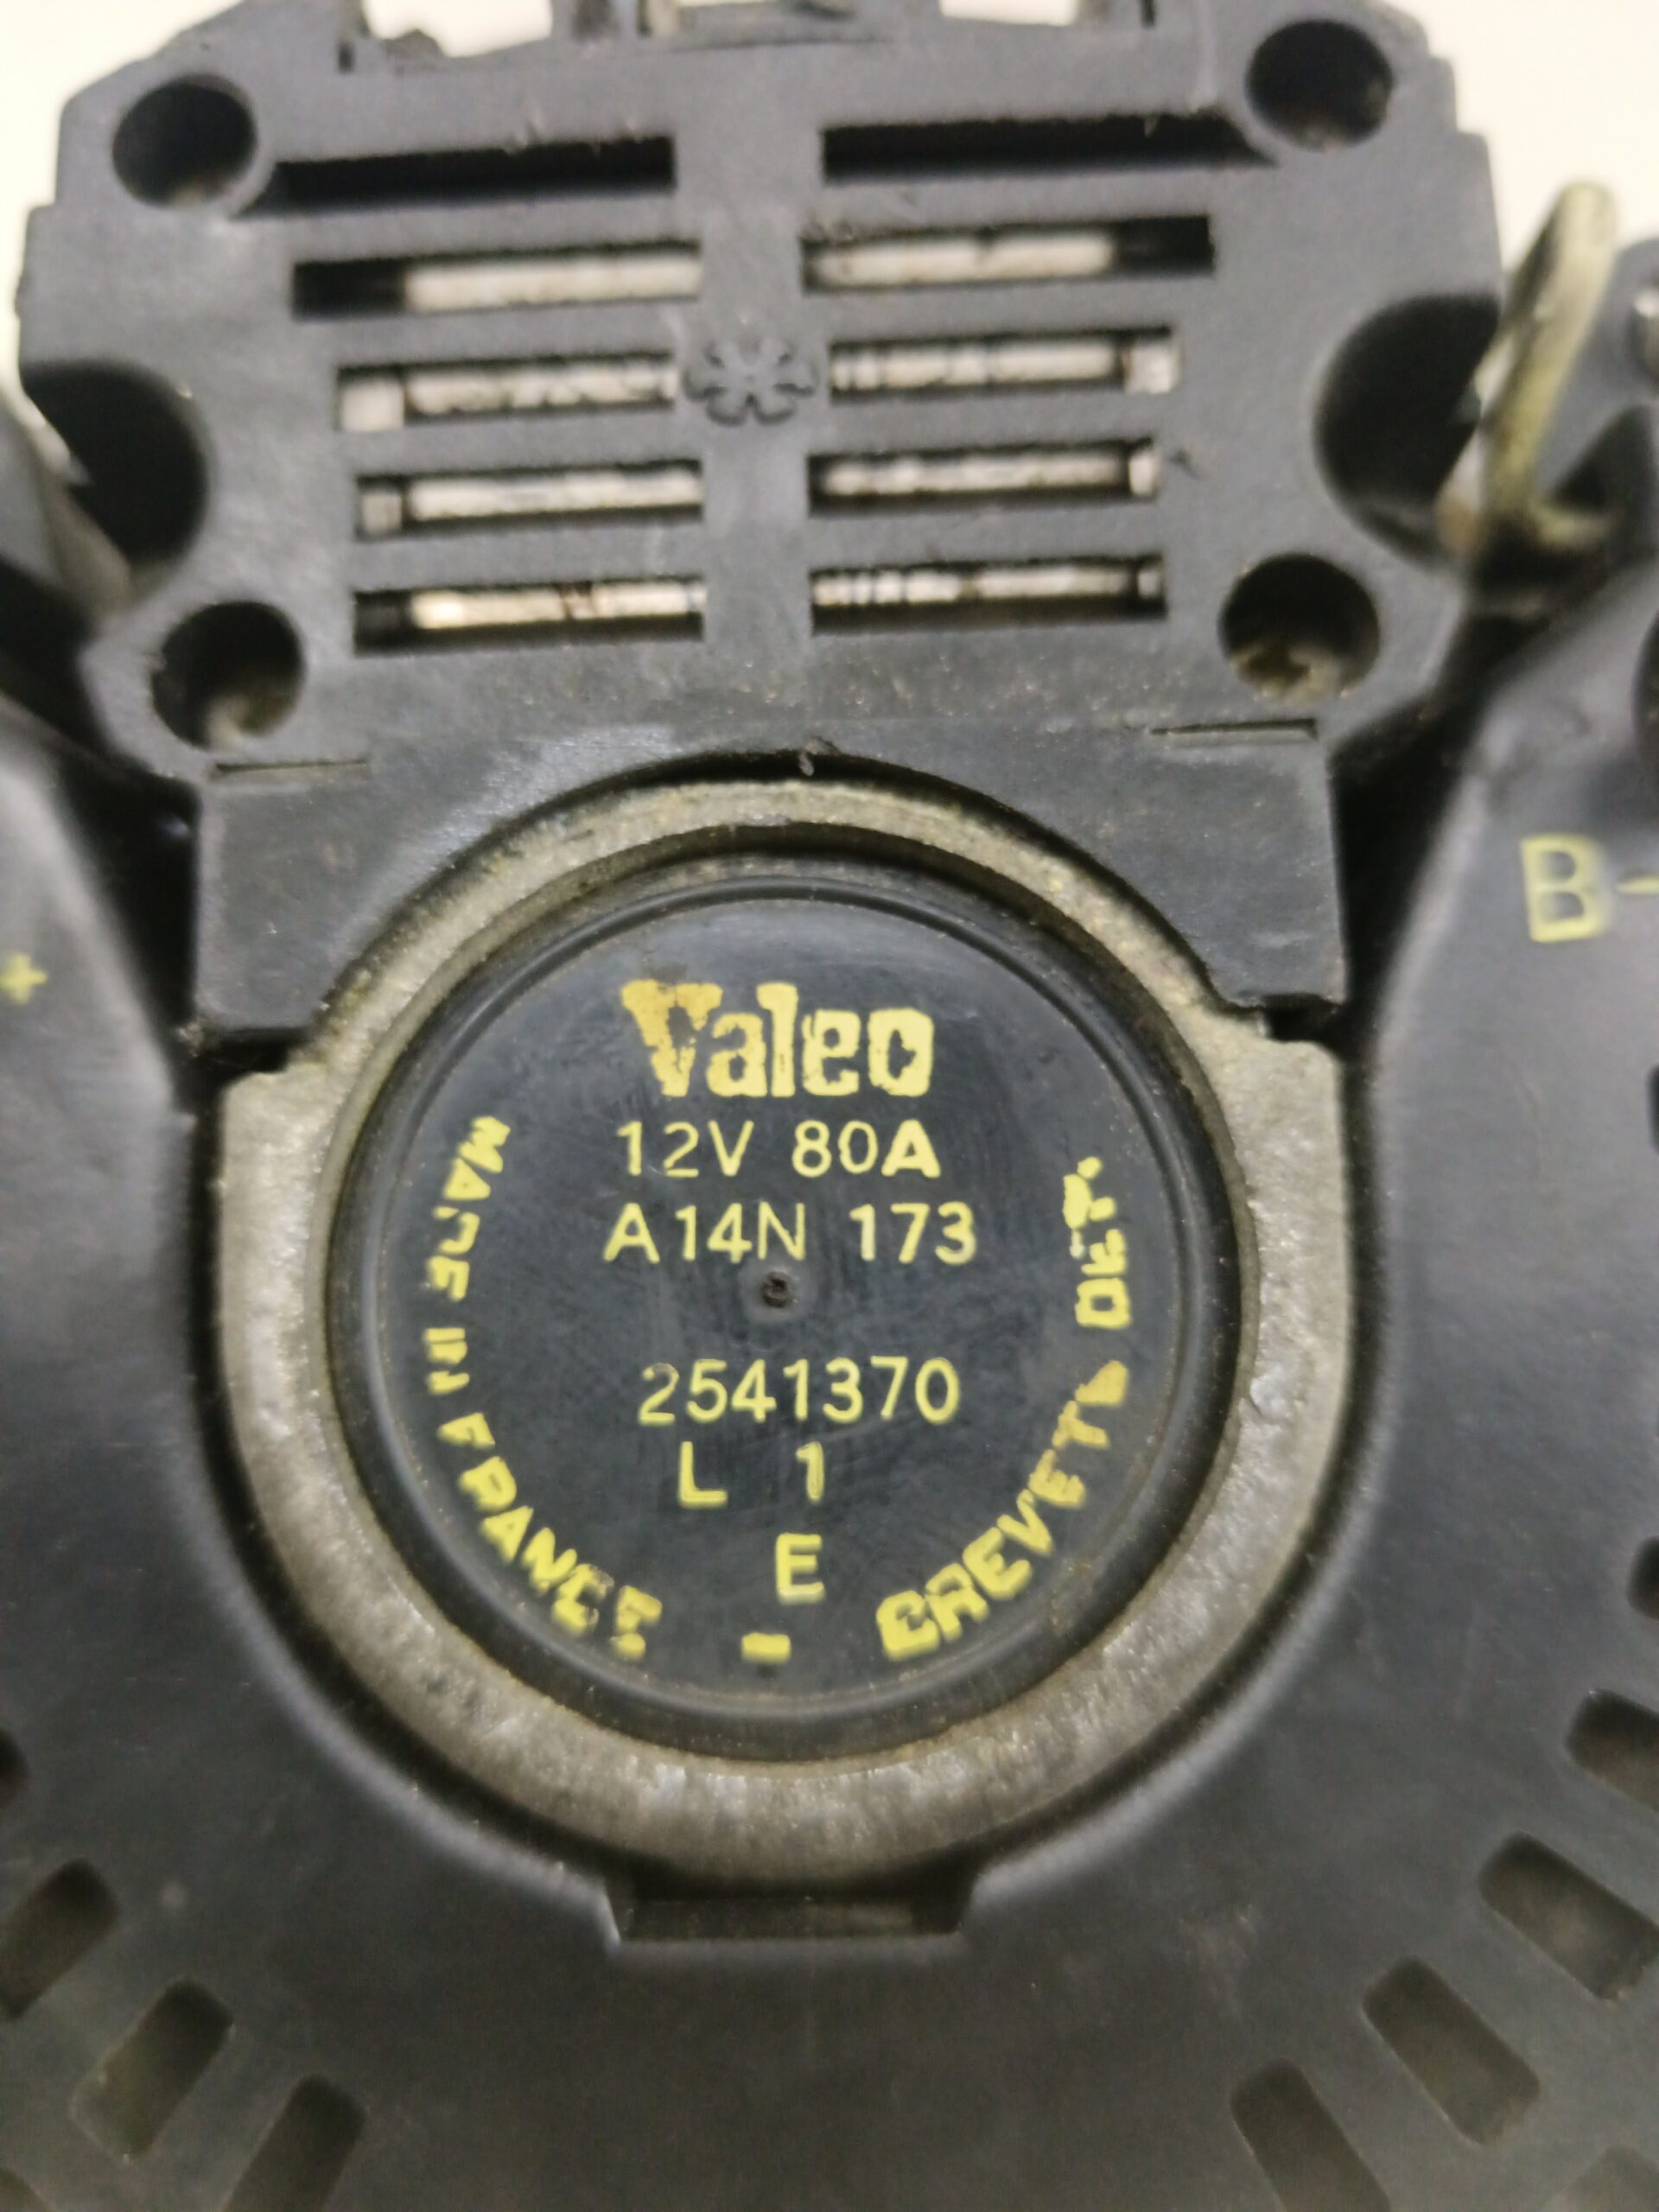 B-
+
Valeo
12V 80A
A14N 173
2541370
L 1
E
MADE IN FRANCE - BREVETS DEP.